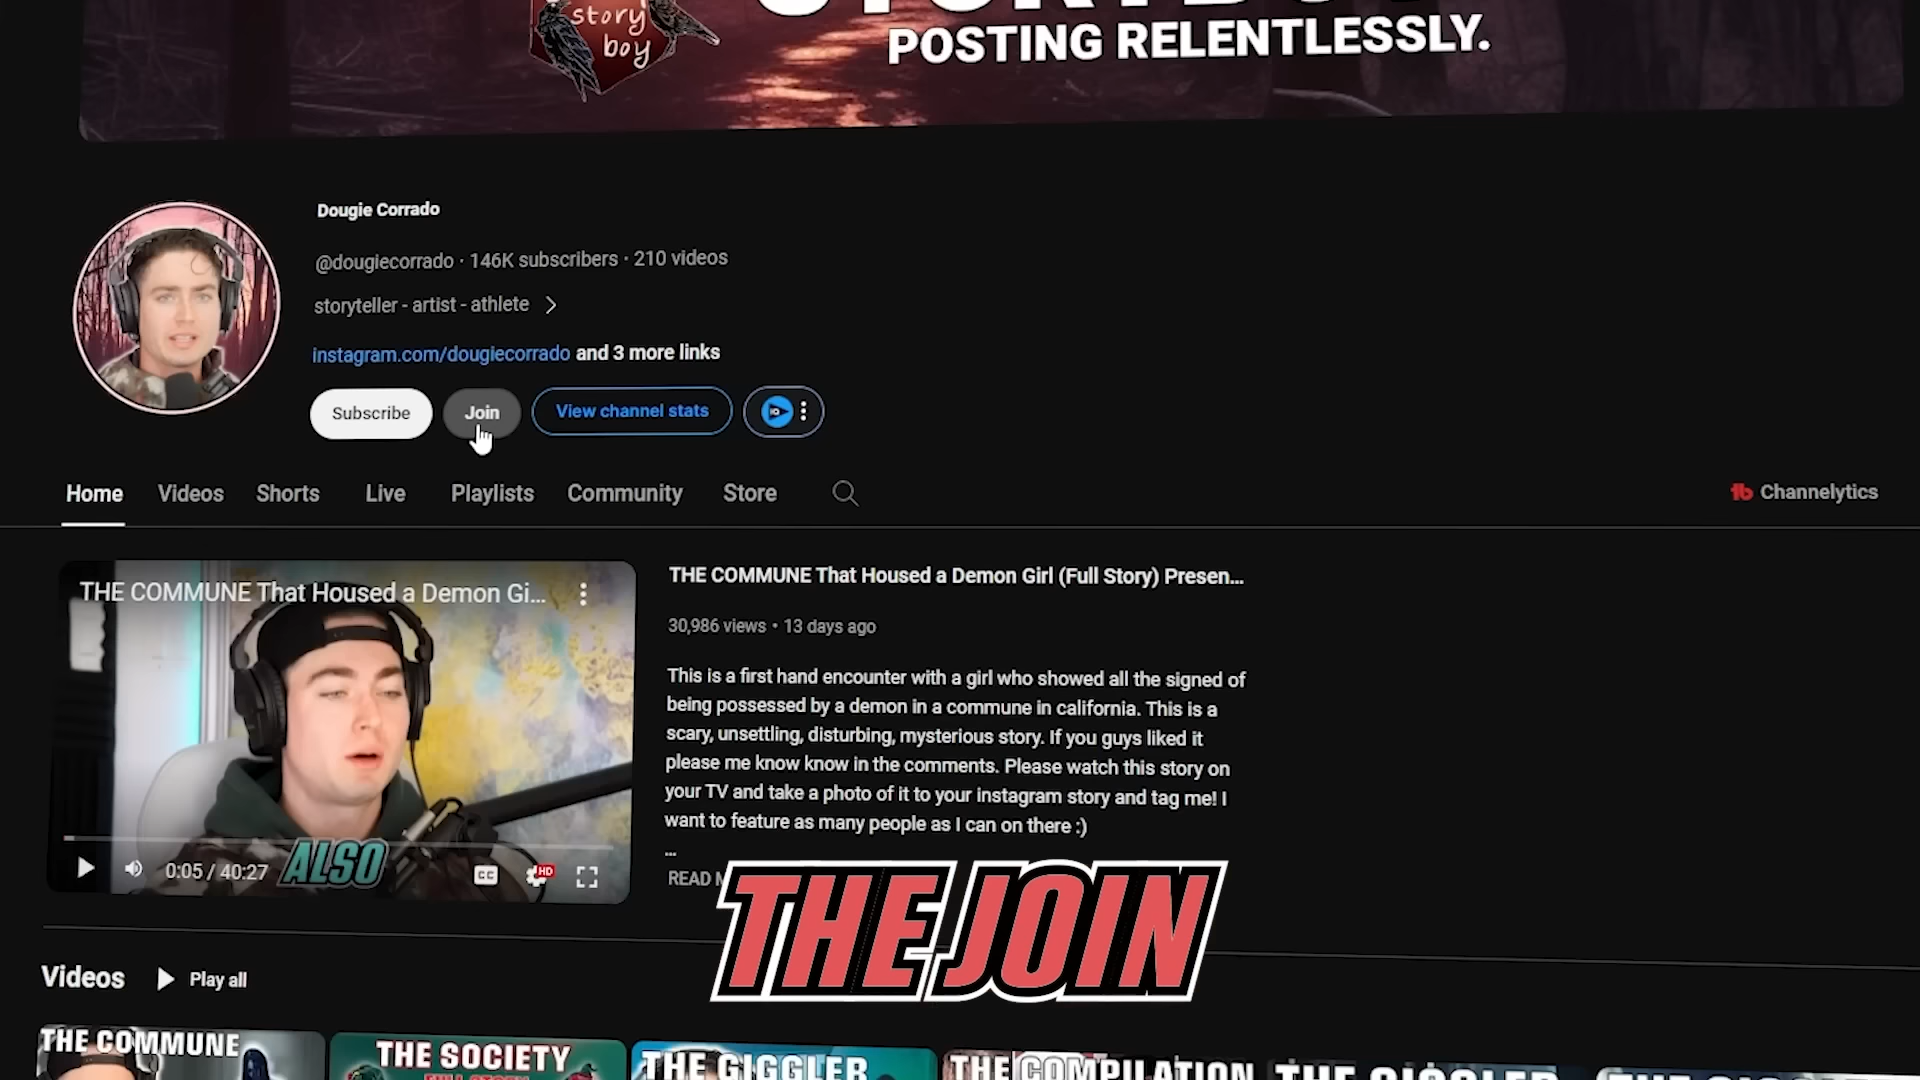 story
boy
POSTING RELENTLESSLY.
Dougie Corrado
@dougiecorrado · 146K subscribers · 210 videos
storyteller - artist - athlete
instagram.com/dougiecorrado and 3 more links
Subscribe
Join
View channel stats
Home
Videos
Shorts
Live
Playlists
Community
Store
Channelytics
THE COMMUNE That Housed a Demon Gi...
ALSO
0:05 / 40:27
CC
HD
THE COMMUNE That Housed a Demon Girl (Full Story) Presen...
30,986 views • 13 days ago
This is a first hand encounter with a girl who showed all the signed of
being possessed by a demon in a commune in california. This is a
scary, unsettling, disturbing, mysterious story. If you guys liked it
please me know know in the comments. Please watch this story on
your TV and take a photo of it to your instagram story and tag me! I
want to feature as many people as I can on there :)
...
READ
THE JOIN
Videos
Play all
THE COMMUNE
THE SOCIETY
FULL STORY
THE GIGGLER
THE COMPILATION
THE GIGGLER